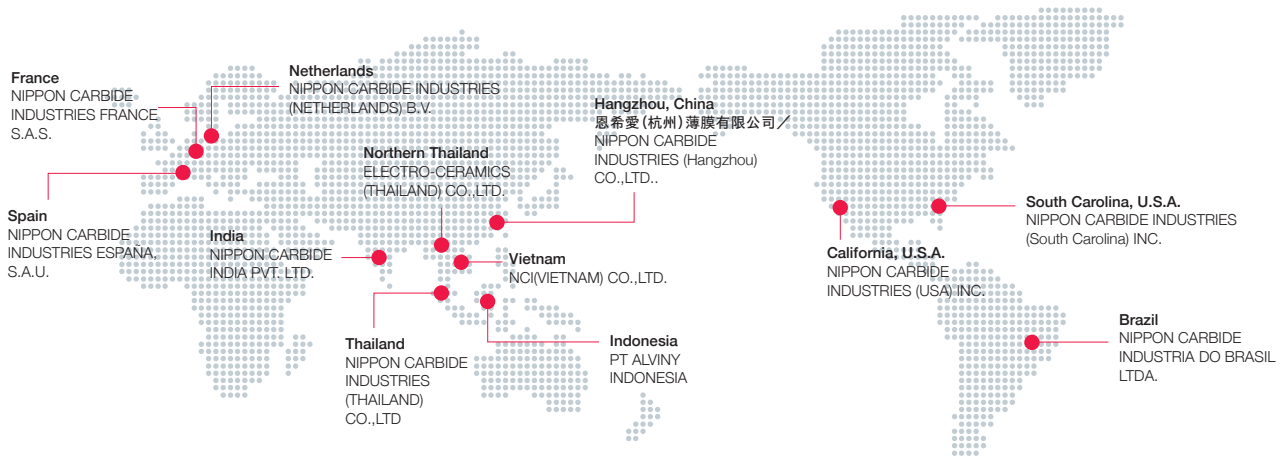 France
NIPPON CARBIDE
INDUSTRIES FRANCE
S.A.S.
Netherlands
NIPPON CARBIDE INDUSTRIES
(NETHERLANDS) B.V.
Hangzhou, China
恩希愛(杭州)薄膜有限公司／
NIPPON CARBIDE
INDUSTRIES (Hangzhou)
CO.,LTD..
Northern Thailand
ELECTRO-CERAMICS
(THAILAND) CO.,LTD.
Spain
NIPPON CARBIDE
INDUSTRIES ESPAÑA,
S.A.U.
India
NIPPON CARBIDE
INDIA PVT. LTD.
Vietnam
NCI(VIETNAM) CO.,LTD.
Thailand
NIPPON CARBIDE
INDUSTRIES
(THAILAND)
CO.,LTD
Indonesia
PT ALVINY
INDONESIA
California, U.S.A.
NIPPON CARBIDE
INDUSTRIES (USA) INC.
South Carolina, U.S.A.
NIPPON CARBIDE INDUSTRIES
(South Carolina) INC.
Brazil
NIPPON CARBIDE
INDUSTRIA DO BRASIL
LTDA.